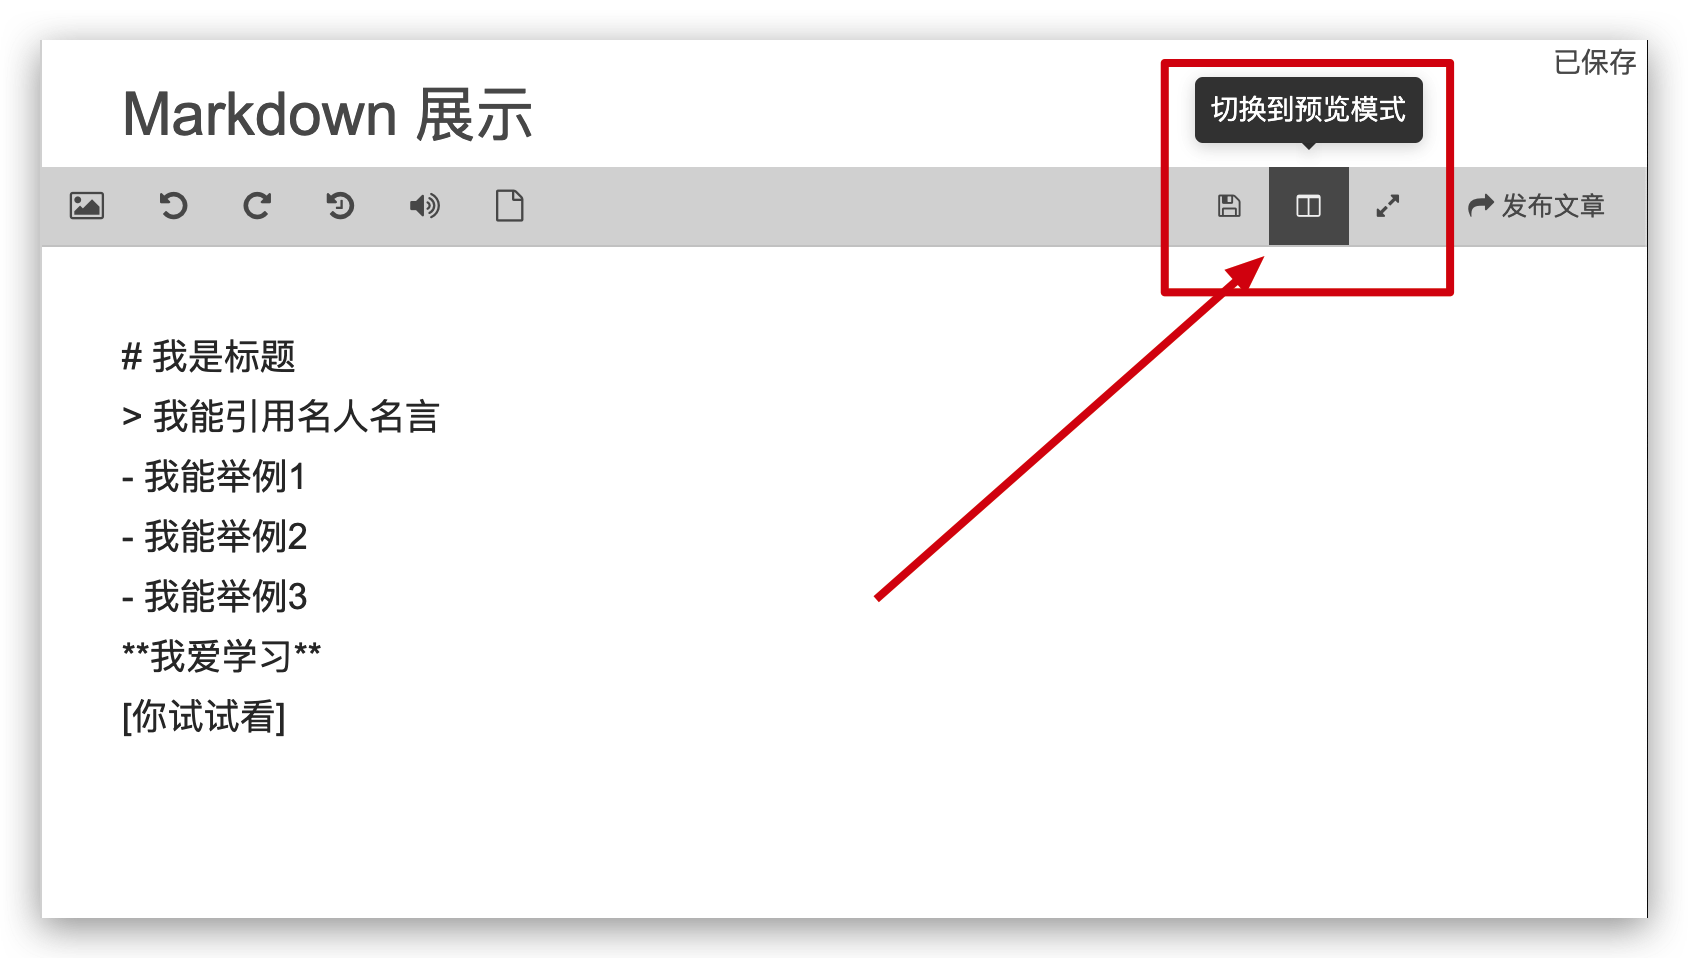 已保存
Markdown 展示
切换到预览模式
发布文章
# 我是标题
> 我能引用名人名言
- 我能举例1
- 我能举例2
- 我能举例3
**我爱学习**
[你试试看]